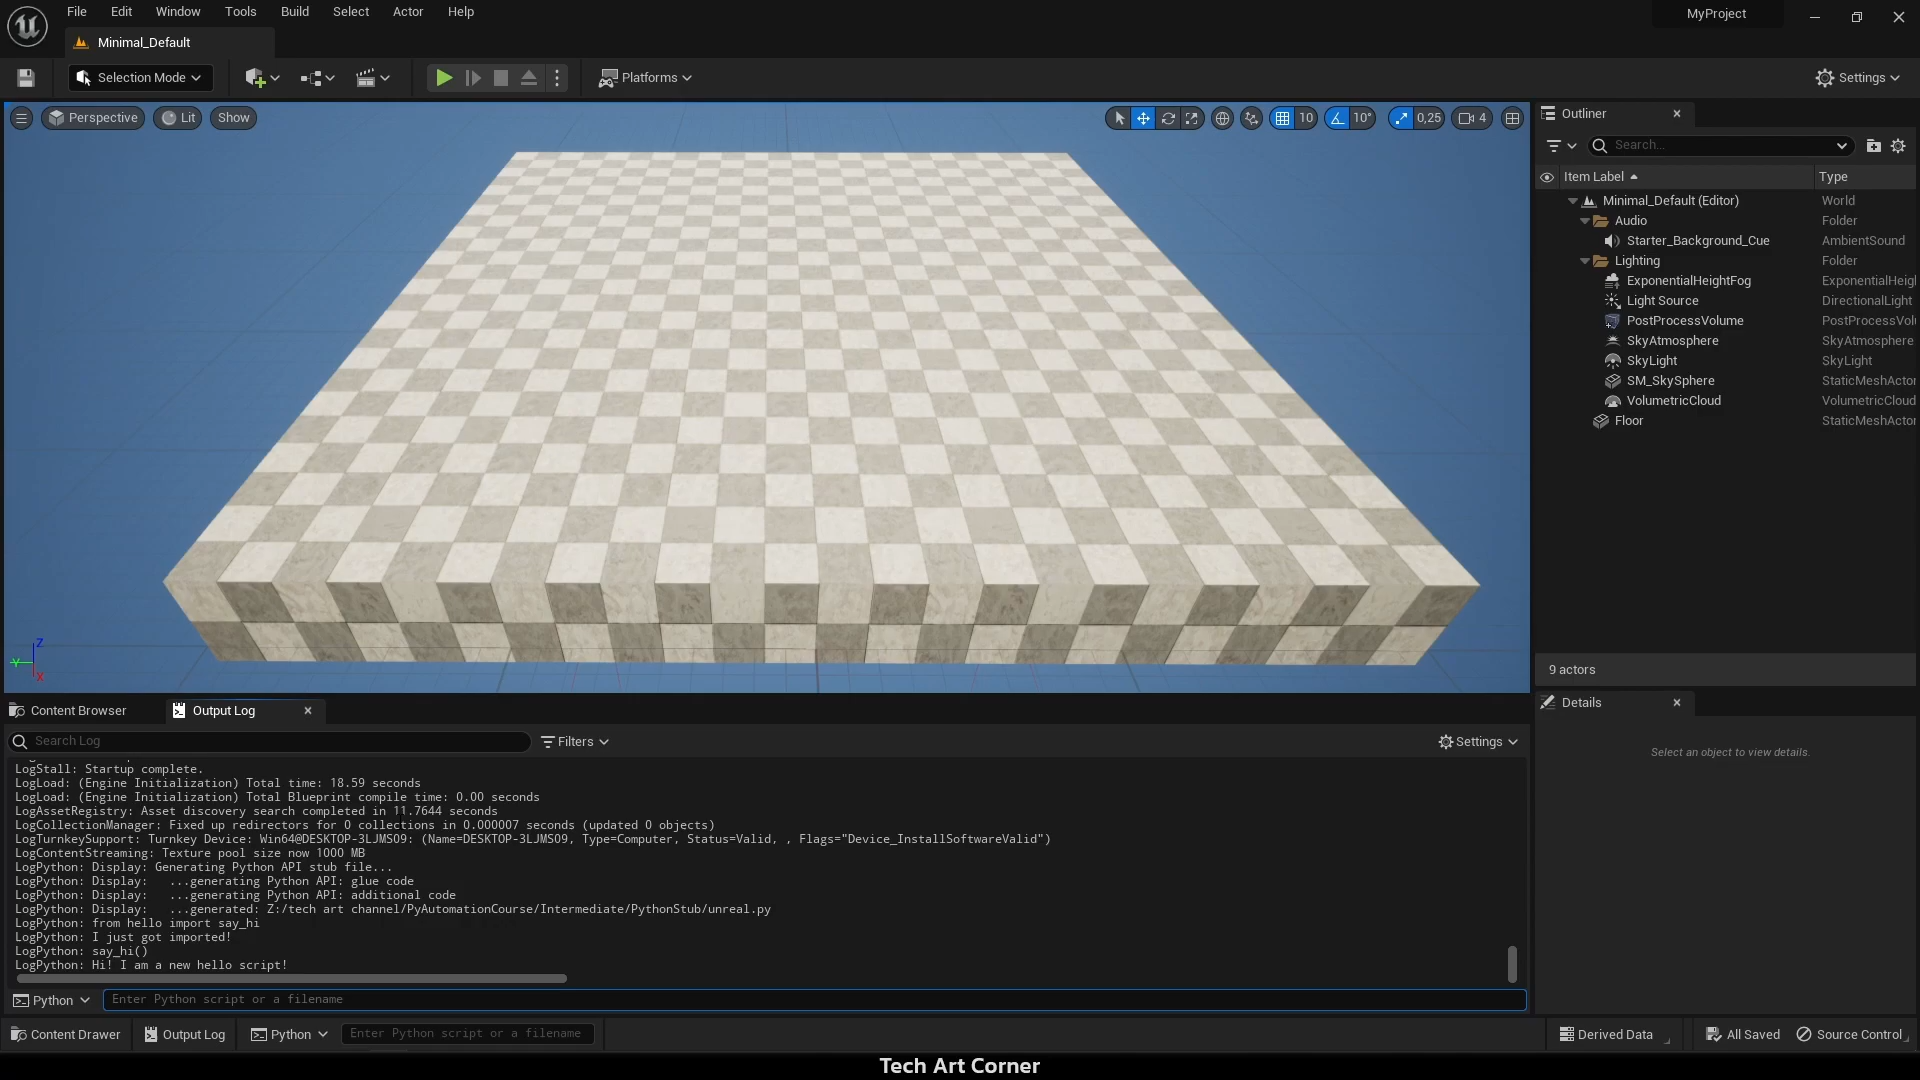 File Edit Window Tools Build Select Actor Help
MyProject
Minimal_Default
Selection Mode
Platforms
Settings
Perspective Lit Show
10 10° 0,25 4
Outliner
Search...
Item Label Type
Minimal_Default (Editor) World
Audio Folder
Starter_Background_Cue AmbientSound
Lighting Folder
ExponentialHeightFog ExponentialHeigl
Light Source DirectionalLight
PostProcessVolume PostProcessVolu
SkyAtmosphere SkyAtmosphere
SkyLight SkyLight
SM_SkySphere StaticMeshActor
VolumetricCloud VolumetricCloud
Floor StaticMeshActor
9 actors
Details
Select an object to view details.
Z
Y
X
Content Browser
Output Log
Search Log
Filters
Settings
LogStall: Startup complete.
LogLoad: (Engine Initialization) Total time: 18.59 seconds
LogLoad: (Engine Initialization) Total Blueprint compile time: 0.00 seconds
LogAssetRegistry: Asset discovery search completed in 11.7644 seconds
LogCollectionManager: Fixed up redirectors for 0 collections in 0.000007 seconds (updated 0 objects)
LogTurnkeySupport: Turnkey Device: Win64@DESKTOP-3LJMS09: (Name=DESKTOP-3LJMS09, Type=Computer, Status=Valid, , Flags="Device_InstallSoftwareValid")
LogContentStreaming: Texture pool size now 1000 MB
LogPython: Display: Generating Python API stub file...
LogPython: Display: ...generating Python API: glue code
LogPython: Display: ...generating Python API: additional code
LogPython: Display: ...generated: Z:/tech art channel/PyAutomationCourse/Intermediate/PythonStub/unreal.py
LogPython: from hello import say_hi
LogPython: I just got imported!
LogPython: say_hi()
LogPython: Hi! I am a new hello script!
Python Enter Python script or a filename
Content Drawer Output Log Python Enter Python script or a filename
Derived Data All Saved Source Control
Tech Art Corner